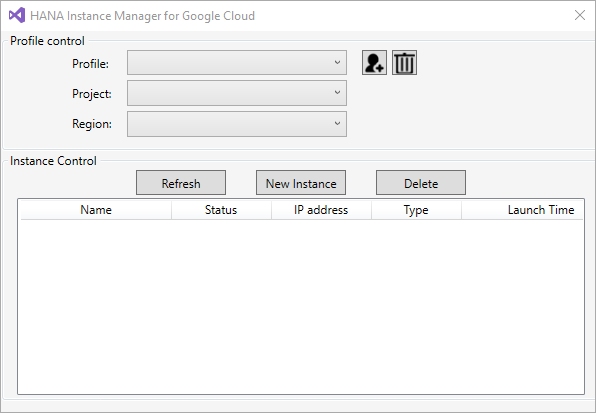 HANA Instance Manager for Google Cloud
Profile control
Profile:
Project:
Region:
Instance Control
Refresh New Instance Delete
Name Status IP address Type Launch Time